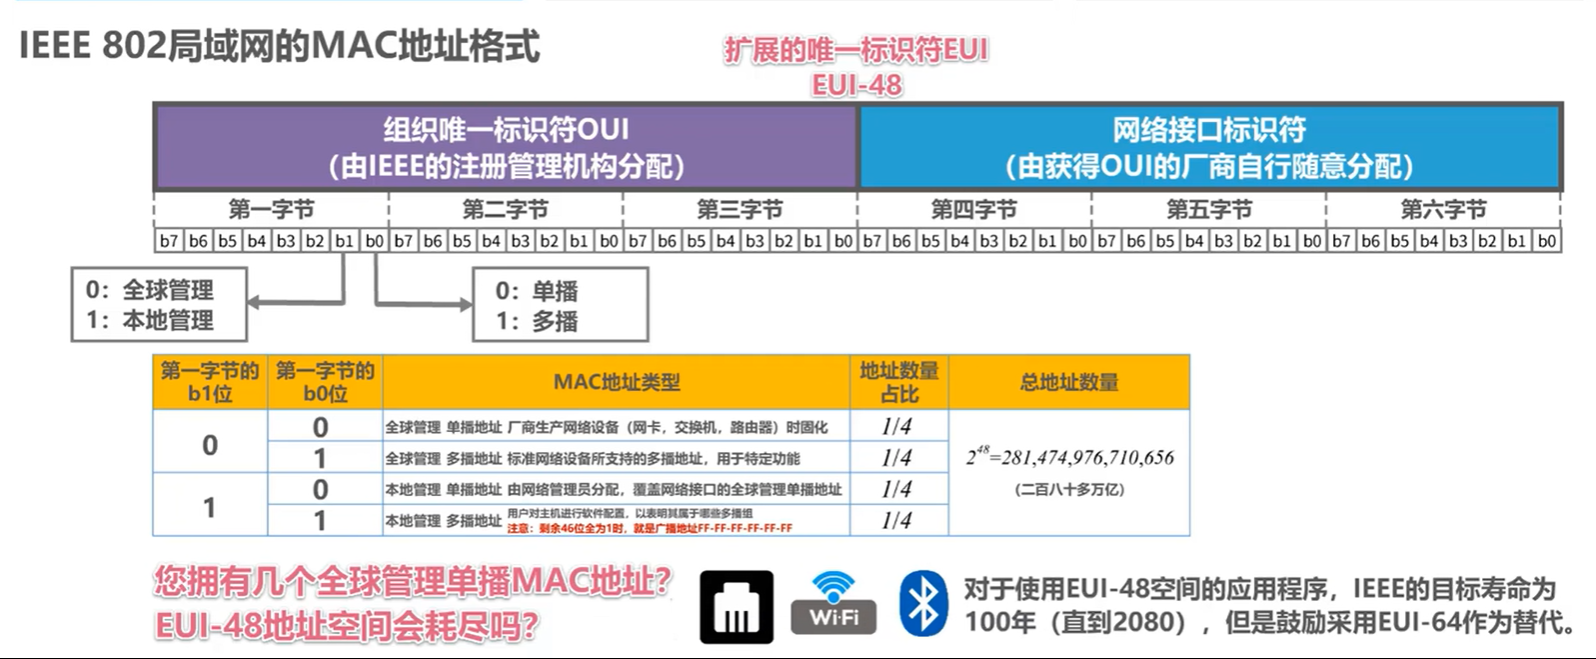 IEEE 802局域网的MAC地址格式
扩展的唯一标识符EUI
EUI-48
组织唯一标识符OUI
（由IEEE的注册管理机构分配）
网络接口标识符
（由获得OUI的厂商自行随意分配）
第一字节 第二字节 第三字节 第四字节 第五字节 第六字节
b7 b6 b5 b4 b3 b2 b1 b0 b7 b6 b5 b4 b3 b2 b1 b0 b7 b6 b5 b4 b3 b2 b1 b0 b7 b6 b5 b4 b3 b2 b1 b0 b7 b6 b5 b4 b3 b2 b1 b0 b7 b6 b5 b4 b3 b2 b1 b0
0：全球管理
1：本地管理
0：单播
1：多播
第一字节的
b1位
第一字节的
b0位
MAC地址类型
地址数量
占比
总地址数量
0
0 全球管理 单播地址 厂商生产网络设备（网卡，交换机，路由器）时固化 1/4
1 全球管理 多播地址 标准网络设备所支持的多播地址，用于特定功能 1/4
1
0 本地管理 单播地址 由网络管理员分配，覆盖网络接口的全球管理单播地址 1/4
1 本地管理 多播地址 用户对主机进行软件配置，以表明其属于哪些多播组
注意：剩余46位全为1时，就是广播地址FF-FF-FF-FF-FF-FF
1/4
2^48=281,474,976,710,656
（二百八十多万亿）
您拥有几个全球管理单播MAC地址？
EUI-48地址空间会耗尽吗？
Wi-Fi
对于使用EUI-48空间的应用程序，IEEE的目标寿命为
100年（直到2080），但是鼓励采用EUI-64作为替代。